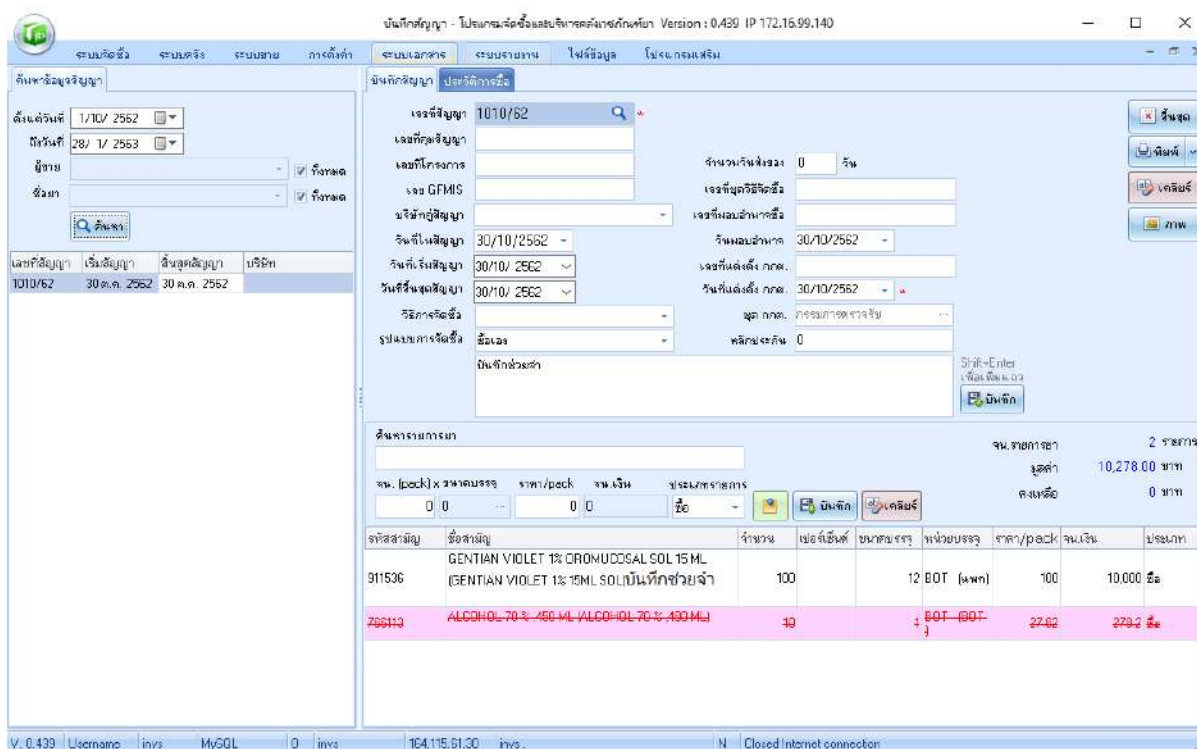 บันทึกสัญญา - โปรแกรมจัดซื้อและบริหารคลังเวชภัณฑ์ยา Version : 0.439 IP 172.16.99.140
ระบบจัดซื้อ ระบบคลัง ระบบขาย การตั้งค่า ระบบเอกสาร ระบบรายงาน ไฟล์ข้อมูล โปรแกรมเสริม
ค้นหาข้อมูลสัญญา
ตั้งแต่วันที่ 1/10/ 2562
ถึงวันที่ 28/ 1/ 2563
ผู้ขาย ทั้งหมด
ชื่อยา ทั้งหมด
ค้นหา
เลขที่สัญญา เริ่มสัญญา สิ้นสุดสัญญา บริษัท
1010/62 30 ต.ค. 2562 30 ต.ค. 2562
บันทึกสัญญา ประวัติการซื้อ
เลขที่สัญญา 1010/62 *
เลขที่คุมสัญญา
เลขที่โครงการ จำนวนวันส่งของ 0 วัน
เลข GFMIS เลขที่ชุดวิธีจัดซื้อ
บริษัทคู่สัญญา เลขที่มอบอำนาจซื้อ
วันที่ในสัญญา 30/10/2562 วันมอบอำนาจ 30/10/2562
วันที่เริ่มสัญญา 30/10/ 2562 เลขที่แต่งตั้ง กกต.
วันที่สิ้นสุดสัญญา 30/10/ 2562 วันที่แต่งตั้ง กกต. 30/10/2562 *
วิธีการจัดซื้อ ชุด กกต. กรรมการตรวจรับ ...
รูปแบบการจัดซื้อ ซื้อเอง หลักประกัน 0
บันทึกช่วยจำ
Shift+Enter
บันทึก
สิ้นสุด
พิมพ์
เคลียร์
ภาพ
ค้นหารายการยา
จน.รายการยา 2 รายการ
มูลค่า 10,278.00 บาท
คงเหลือ 0 บาท
จน. (pack) x ขนาดบรรจุ ราคา/pack จน.เงิน ประเภทรายการ
0 0 ... 0 0 ซื้อ บันทึก เคลียร์
รหัสสามัญ ชื่อสามัญ จำนวน เปอร์เซ็นต์ ขนาดบรรจุ หน่วยบรรจุ ราคา/pack จน.เงิน ประเภท
GENTIAN VIOLET 1% OROMUCOSAL SOL 15 ML
911536 (GENTIAN VIOLET 1% 15ML SOL) บันทึกช่วยจำ 100 12 BOT (แพก) 100 10,000 ซื้อ
ALCOHOL 70 % ,450 ML (ALCOHOL 70 % ,480 ML) 10 1 BOT (BOT 27.82 278.2 ซื้อ
)
V. 0.439 Username invs MySQL 0 invs 164.115.61.30 invs . N Closed Internet connection